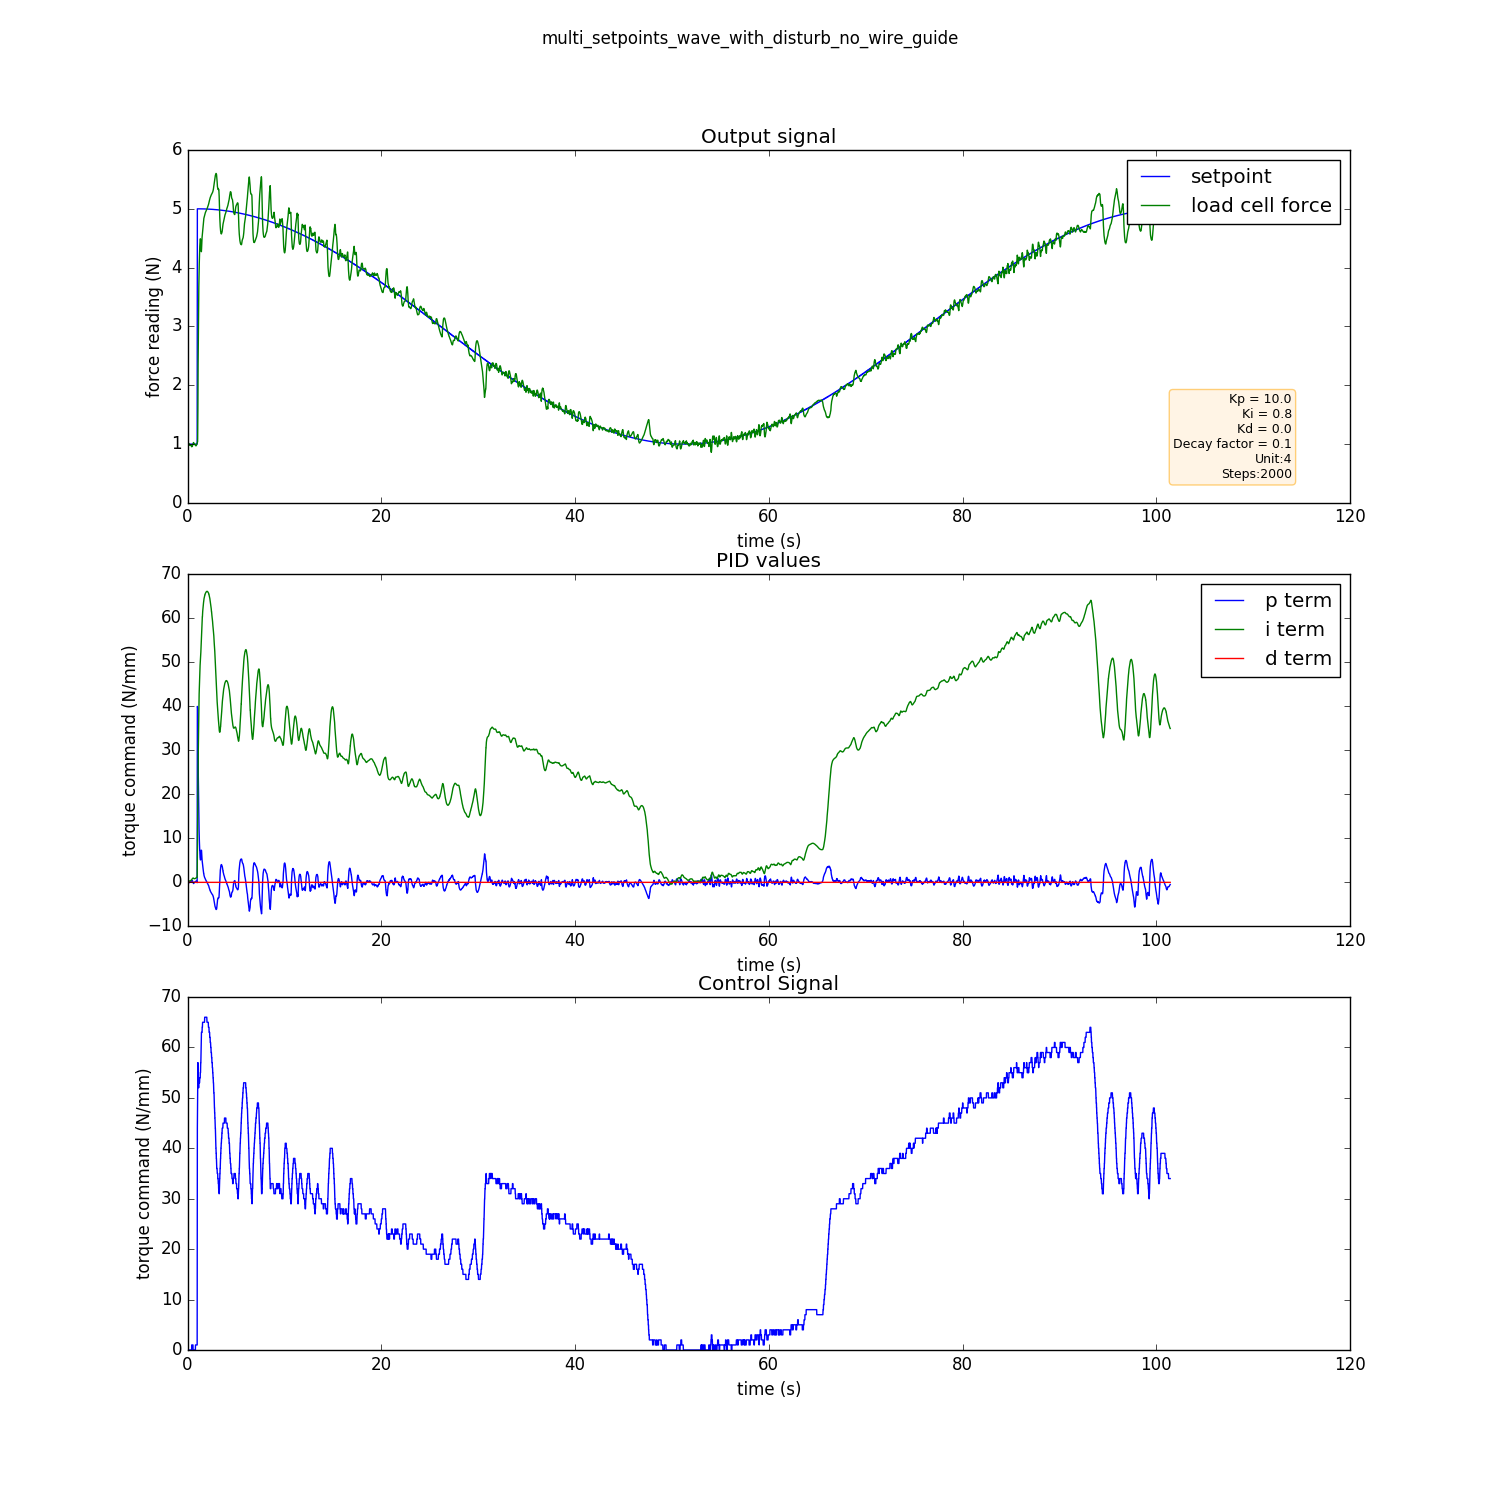 multi_setpoints_wave_with_disturb_no_wire_guide
Output signal
6
5
4
3
2
1
0
force reading (N)
setpoint
load cell force
Kp = 10.0
Ki = 0.8
Kd = 0.0
Decay factor = 0.1
Unit:4
Steps:2000
0 20 40 60 80 100 120
time (s)
PID values
70
60
50
40
30
20
10
0
−10
torque command (N/mm)
p term
i term
d term
0 20 40 60 80 100 120
time (s)
Control Signal
70
60
50
40
30
20
10
0
torque command (N/mm)
0 20 40 60 80 100 120
time (s)